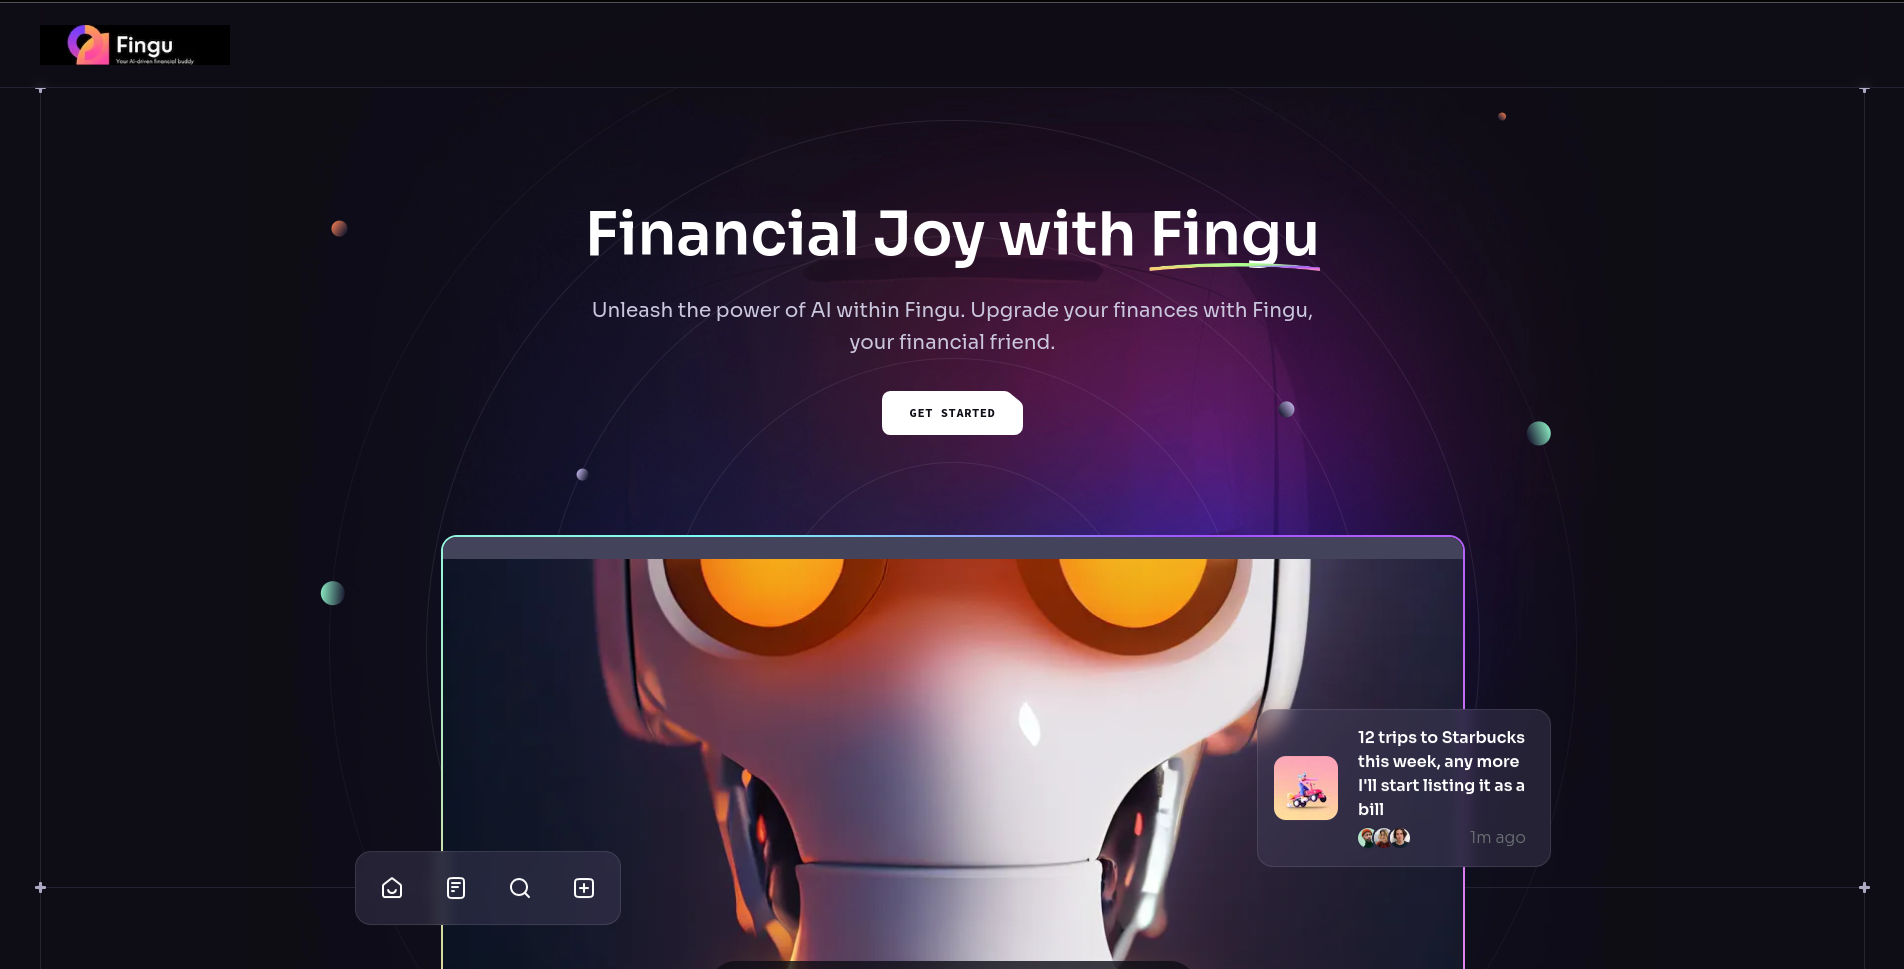 Fingu
Your AI-driven financial buddy
Financial Joy with Fingu
Unleash the power of AI within Fingu. Upgrade your finances with Fingu,
your financial friend.
GET STARTED
12 trips to Starbucks
this week, any more
I'll start listing it as a
bill
1m ago